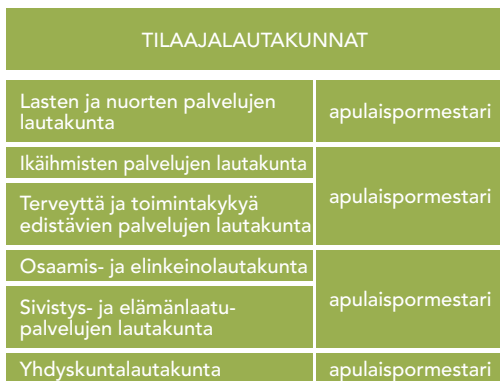 TILAAJALAUTAKUNNAT
Lasten ja nuorten palvelujen
lautakunta
apulaispormestari
Ikäihmisten palvelujen lautakunta
Terveyttä ja toimintakykyä
edistävien palvelujen lautakunta
apulaispormestari
Osaamis- ja elinkeinolautakunta
Sivistys- ja elämänlaatu-
palvelujen lautakunta
apulaispormestari
Yhdyskuntalautakunta
apulaispormestari